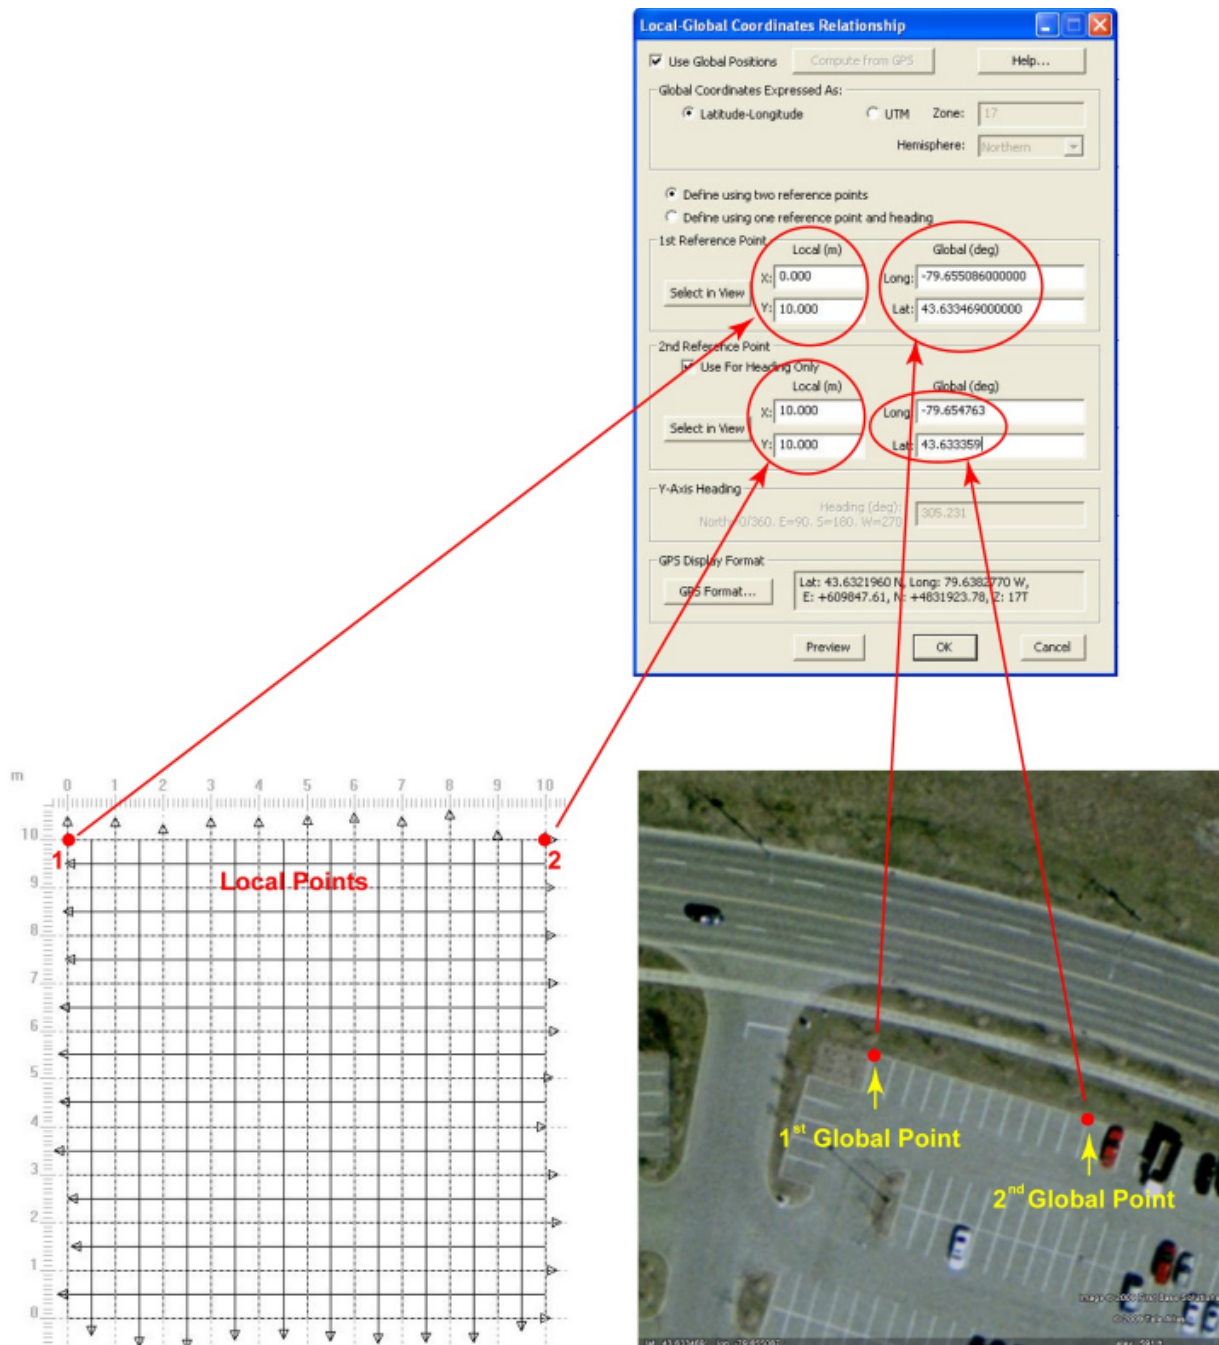 Local-Global Coordinates Relationship
Use Global Positions
Compute from GPS
Help...
Global Coordinates Expressed As:
Latitude-Longitude
UTM
Zone:
17
Hemisphere:
Northern
Define using two reference points
Define using one reference point and heading
1st Reference Point
Local (m)
Global (deg)
X:
0.000
Long:
-79.655086000000
Select in View
Y:
10.000
Lat:
43.633469000000
2nd Reference Point
Use For Heading Only
Local (m)
Global (deg)
X:
10.000
Long
-79.654763
Select in View
Y:
10.000
Lat:
43.633359
Y-Axis Heading
Heading (deg):
North=0/360. E=90. S=180. W=270
305.231
GPS Display Format
GPS Format...
Lat: 43.6321960 N, Long: 79.6382770 W,
E: +609847.61, N: +4831923.78, Z: 17T
Preview
OK
Cancel
m
0 1 2 3 4 5 6 7 8 9 10
10
1
2
Local Points
9
8
7
6
5
4
3
2
1
0
1st Global Point
2nd Global Point